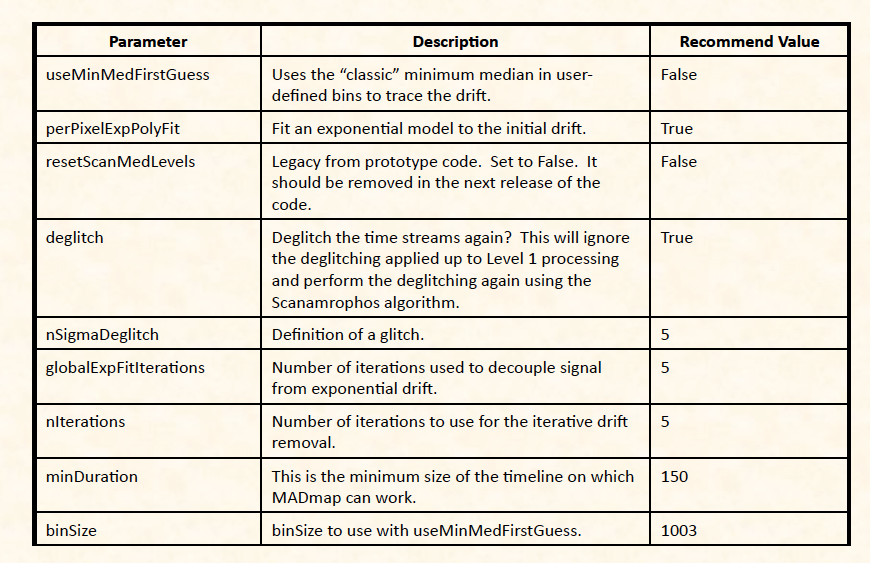 Parameter Description Recommend Value
useMinMedFirstGuess Uses the “classic” minimum median in user- False
defined bins to trace the drift.
perPixelExpPolyFit Fit an exponential model to the initial drift. True
resetScanMedLevels Legacy from prototype code. Set to False. It False
should be removed in the next release of the
code.
deglitch Deglitch the time streams again? This will ignore True
the deglitching applied up to Level 1 processing
and perform the deglitching again using the
Scanamrophos algorithm.
nSigmaDeglitch Definition of a glitch. 5
globalExpFitIterations Number of iterations used to decouple signal 5
from exponential drift.
nIterations Number of iterations to use for the iterative drift 5
removal.
minDuration This is the minimum size of the timeline on which 150
MADmap can work.
binSize binSize to use with useMinMedFirstGuess. 1003